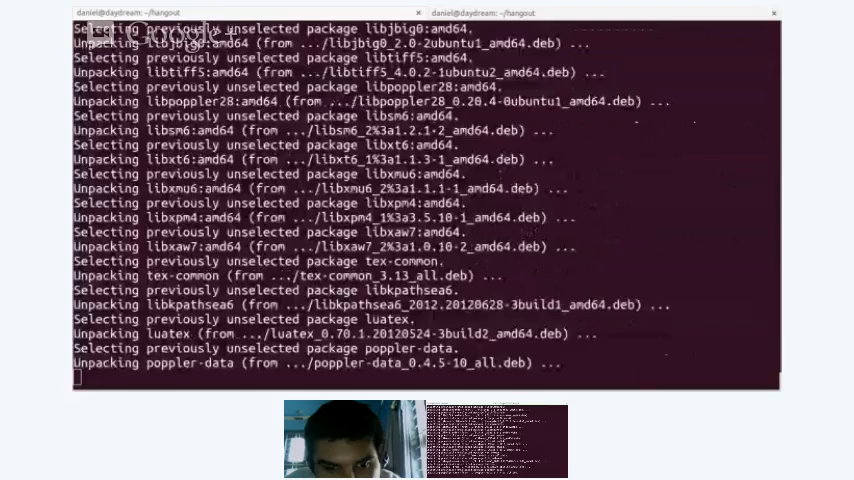 daniel@daydream: ~/hangout × daniel@daydream: ~/hangout ×
Selecting previously unselected package libjbig0:amd64.
Google+
Unpacking libjbig0:amd64 (from .../libjbig0_2.0-2ubuntu1_amd64.deb) ...
Selecting previously unselected package libtiff5:amd64.
Unpacking libtiff5:amd64 (from .../libtiff5_4.0.2-1ubuntu2_amd64.deb) ...
Selecting previously unselected package libpoppler28:amd64.
Unpacking libpoppler28:amd64 (from .../libpoppler28_0.20.4-0ubuntu1_amd64.deb) ...
Selecting previously unselected package libsm6:amd64.
Unpacking libsm6:amd64 (from .../libsm6_2%3a1.2.1-2_amd64.deb) ...
Selecting previously unselected package libxt6:amd64.
Unpacking libxt6:amd64 (from .../libxt6_1%3a1.1.3-1_amd64.deb) ...
Selecting previously unselected package libxmu6:amd64.
Unpacking libxmu6:amd64 (from .../libxmu6_2%3a1.1.1-1_amd64.deb) ...
Selecting previously unselected package libxpm4:amd64.
Unpacking libxpm4:amd64 (from .../libxpm4_1%3a3.5.10-1_amd64.deb) ...
Selecting previously unselected package libxaw7:amd64.
Unpacking libxaw7:amd64 (from .../libxaw7_2%3a1.0.10-2_amd64.deb) ...
Selecting previously unselected package tex-common.
Unpacking tex-common (from .../tex-common_3.13_all.deb) ...
Selecting previously unselected package libkpathsea6.
Unpacking libkpathsea6 (from .../libkpathsea6_2012.20120628-3build1_amd64.deb) ...
Selecting previously unselected package luatex.
Unpacking luatex (from .../luatex_0.70.1.20120524-3build2_amd64.deb) ...
Selecting previously unselected package poppler-data.
Unpacking poppler-data (from .../poppler-data_0.4.5-10_all.deb) ...